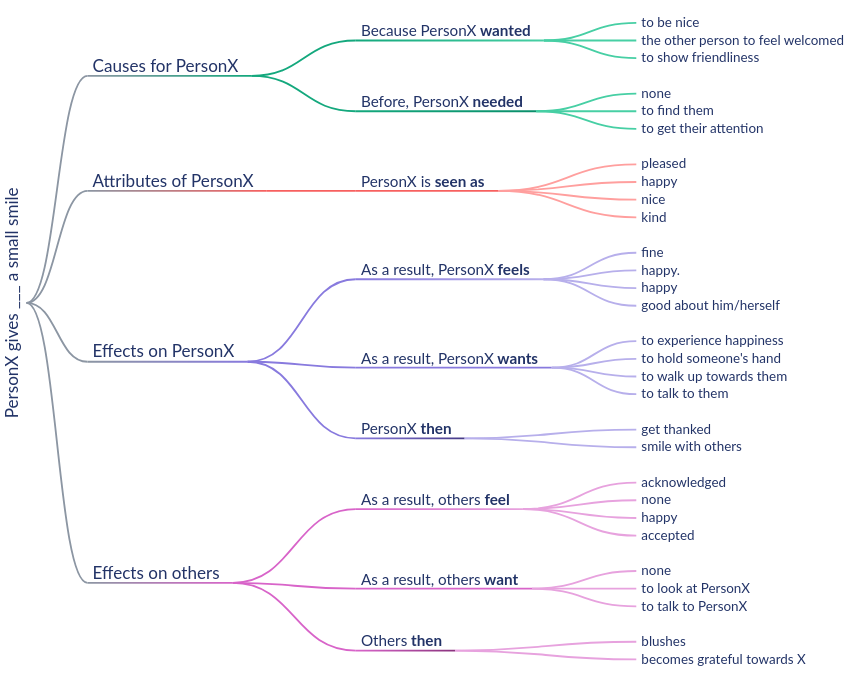 PersonX gives ___ a small smile
Causes for PersonX
Because PersonX wanted
to be nice
the other person to feel welcomed
to show friendliness
Before, PersonX needed
none
to find them
to get their attention
Attributes of PersonX
PersonX is seen as
pleased
happy
nice
kind
Effects on PersonX
As a result, PersonX feels
fine
happy.
happy
good about him/herself
As a result, PersonX wants
to experience happiness
to hold someone's hand
to walk up towards them
to talk to them
PersonX then
get thanked
smile with others
Effects on others
As a result, others feel
acknowledged
none
happy
accepted
As a result, others want
none
to look at PersonX
to talk to PersonX
Others then
blushes
becomes grateful towards X